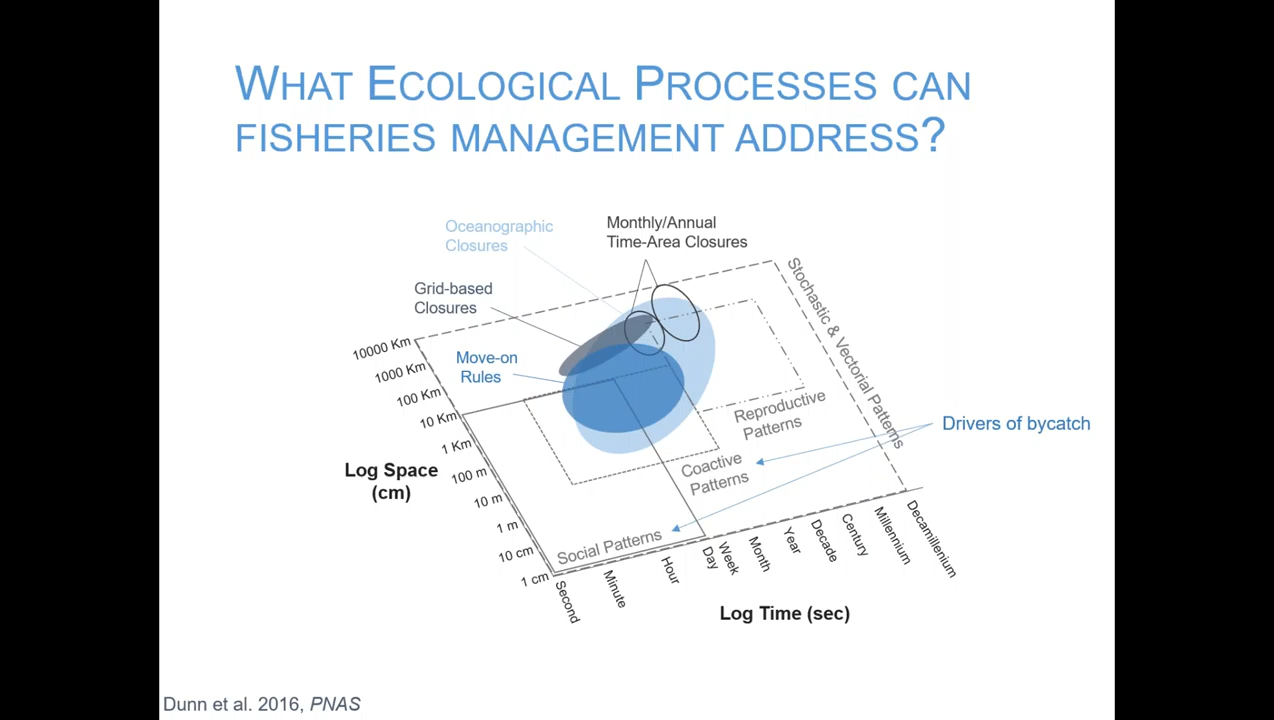 WHAT ECOLOGICAL PROCESSES CAN
FISHERIES MANAGEMENT ADDRESS?
Oceanographic
Closures
Monthly/Annual
Time-Area Closures
Grid-based
Closures
Move-on
Rules
Stochastic & Vectorial Patterns
Reproductive
Patterns
Coactive
Patterns
Social Patterns
Drivers of bycatch
10000 Km
1000 Km
100 Km
10 Km
1 Km
100 m
10 m
1 m
10 cm
1 cm
Log Space
(cm)
Second
Minute
Hour
Day
Week
Month
Year
Decade
Century
Millennium
Decamillenium
Log Time (sec)
Dunn et al. 2016, PNAS